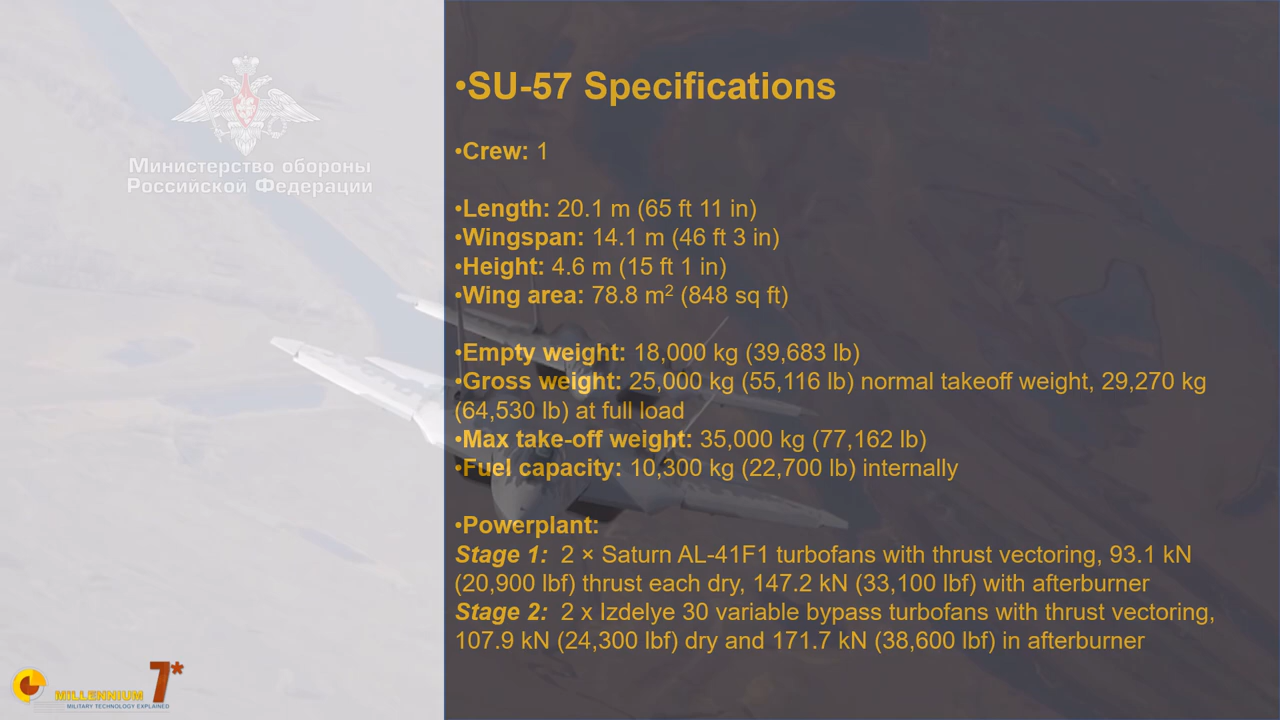 Министерство обороны
Российской Федерации
•SU-57 Specifications
•Crew: 1
•Length: 20.1 m (65 ft 11 in)
•Wingspan: 14.1 m (46 ft 3 in)
•Height: 4.6 m (15 ft 1 in)
•Wing area: 78.8 m² (848 sq ft)
•Empty weight: 18,000 kg (39,683 lb)
•Gross weight: 25,000 kg (55,116 lb) normal takeoff weight, 29,270 kg
(64,530 lb) at full load
•Max take-off weight: 35,000 kg (77,162 lb)
•Fuel capacity: 10,300 kg (22,700 lb) internally
•Powerplant:
Stage 1: 2 × Saturn AL-41F1 turbofans with thrust vectoring, 93.1 kN
(20,900 lbf) thrust each dry, 147.2 kN (33,100 lbf) with afterburner
Stage 2: 2 x Izdelye 30 variable bypass turbofans with thrust vectoring,
107.9 kN (24,300 lbf) dry and 171.7 kN (38,600 lbf) in afterburner
MILLENNIUM 7*
MILITARY TECHNOLOGY EXPLAINED